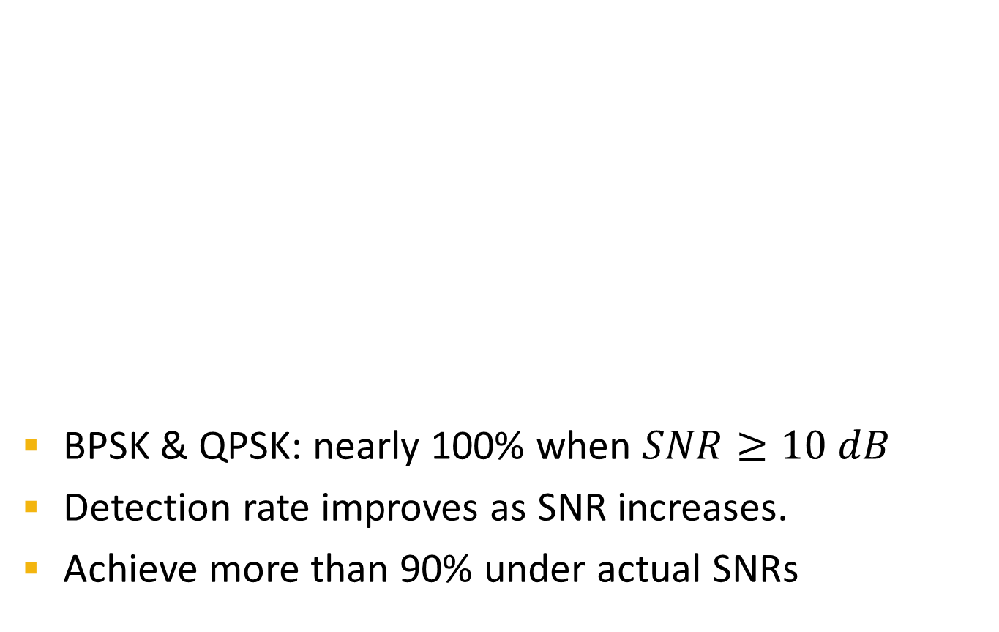 ▪ BPSK & QPSK: nearly 100% when SNR ≥ 10 dB
▪ Detection rate improves as SNR increases.
▪ Achieve more than 90% under actual SNRs